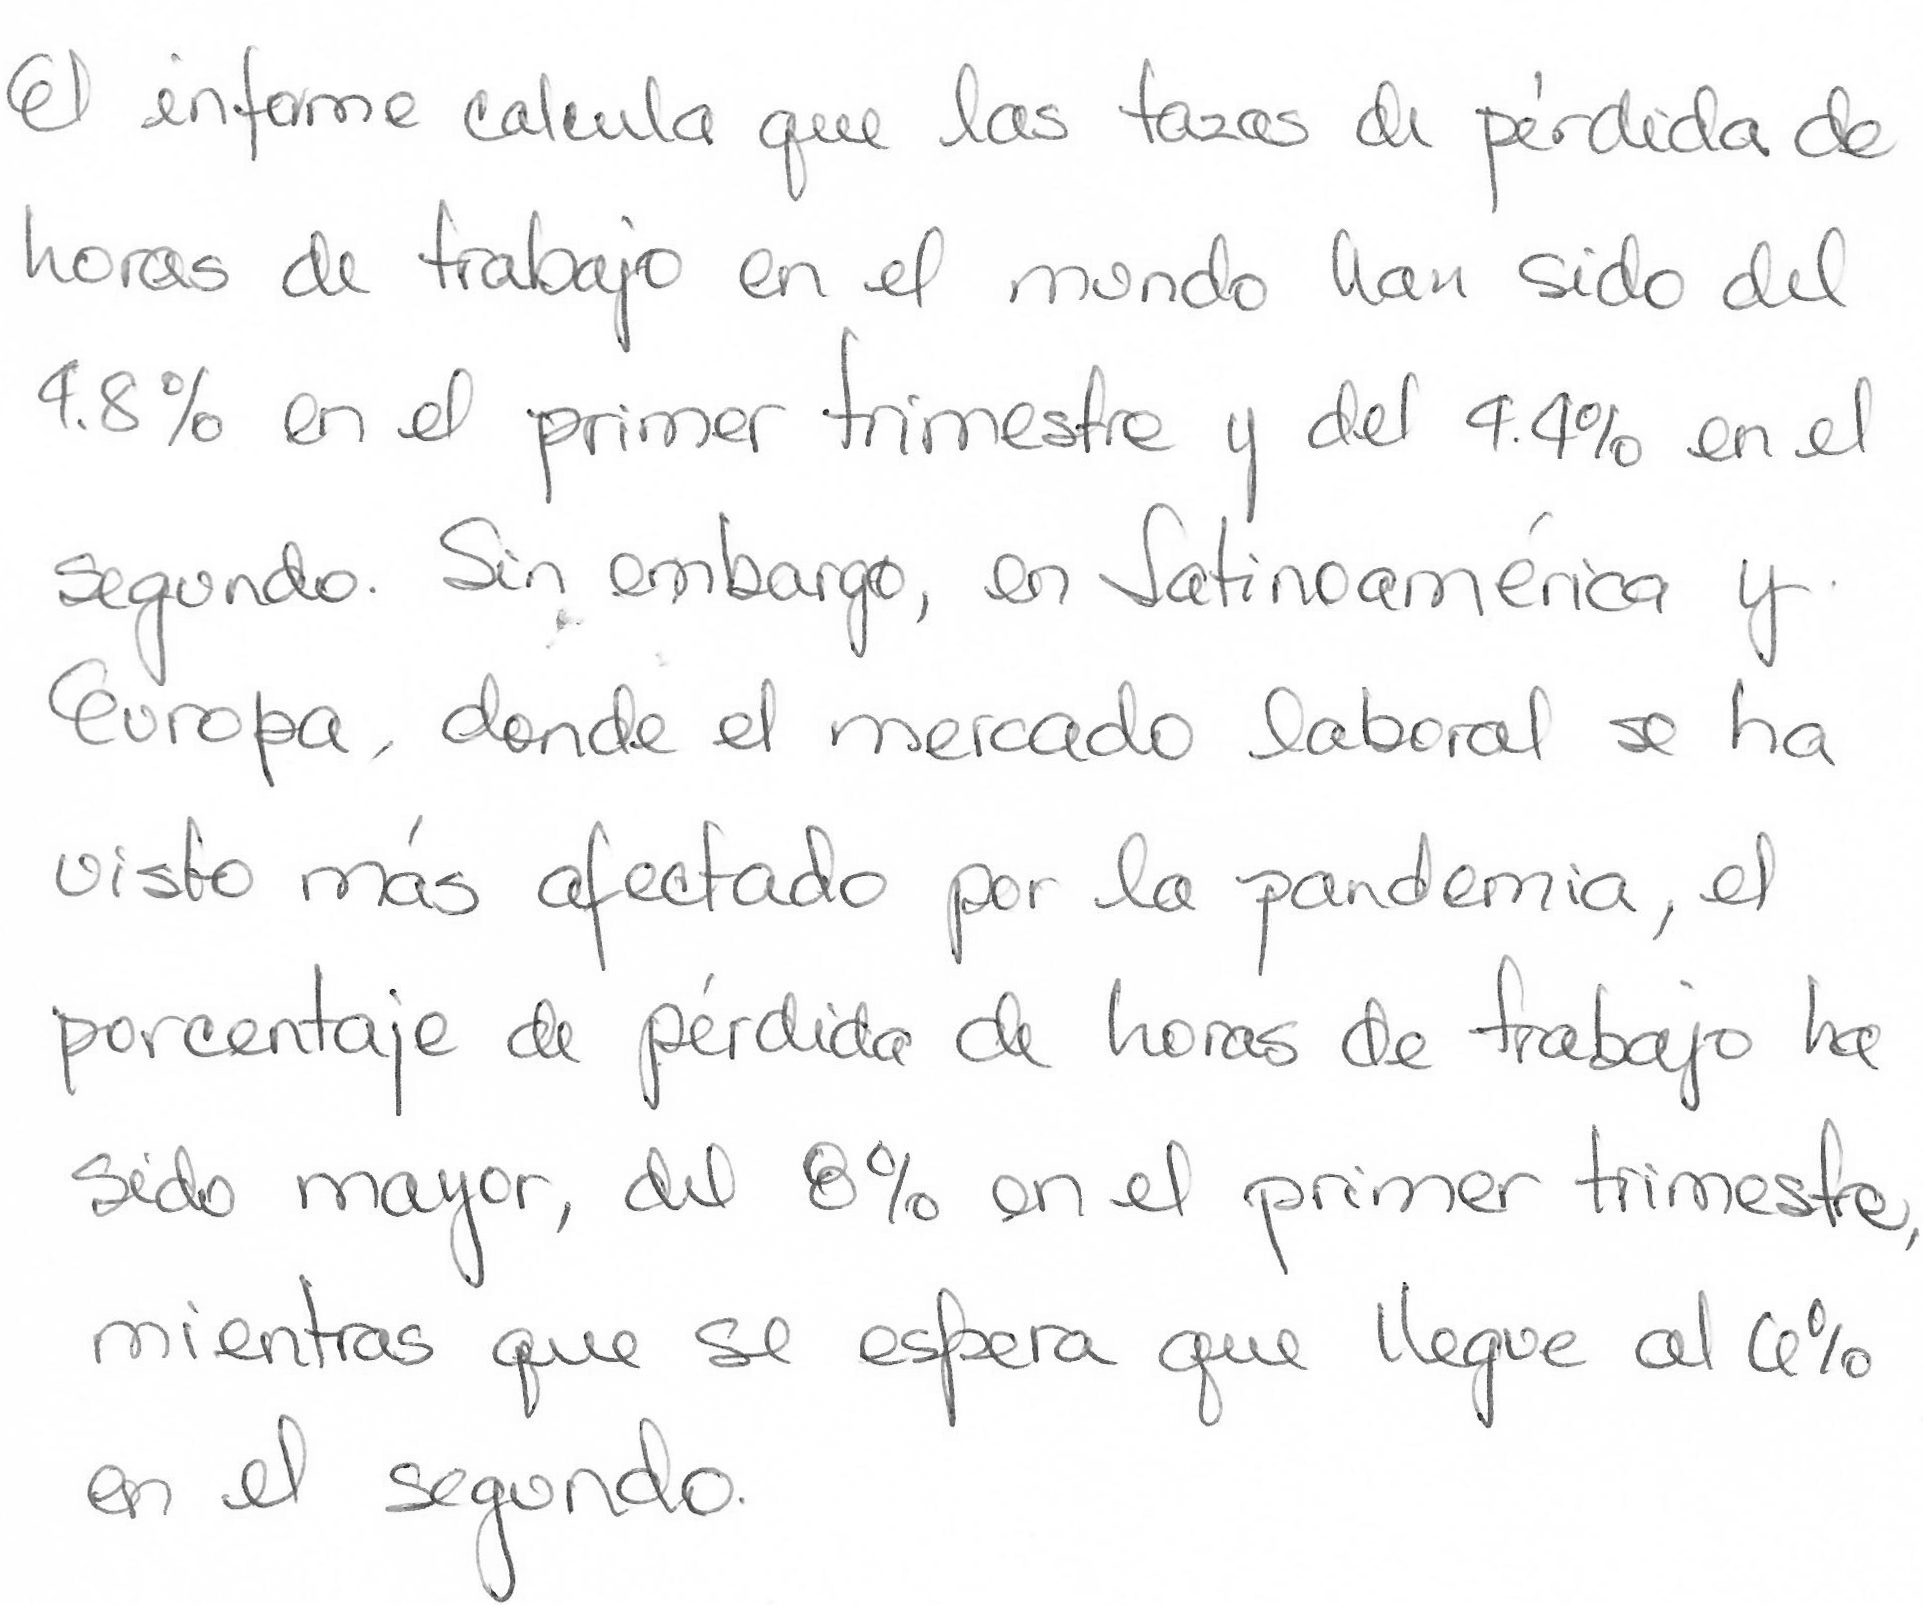 El informe calcula que las tazas de pérdida de
horas de trabajo en el mundo han sido del
4.8% en el primer trimestre y del 4.4% en el
segundo. Sin embargo, en Latinoamérica y
Europa, donde el mercado laboral se ha
visto más afectado por la pandemia, el
porcentaje de pérdida de horas de trabajo ha
sido mayor, del 8% en el primer trimestre,
mientras que se espera que llegue al 6%
en el segundo.